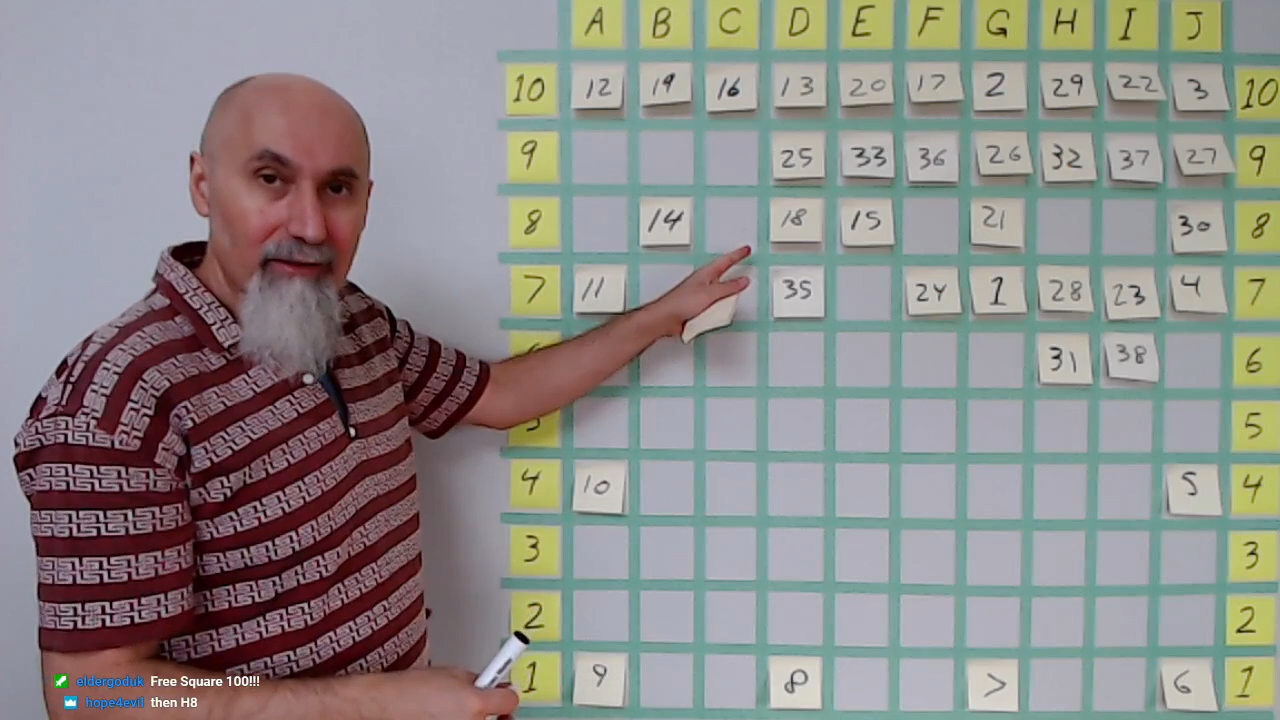 A B C D E F G H I J
10 12 19 16 13 20 17 2 29 22 3 10
9 25 33 36 26 32 37 27 9
8 14 18 15 21 30 8
7 11 35 24 1 28 23 4 7
31 38 6
5
4 10 5 4
3 3
2 2
1 9 8 > 6 1
eldergoduk Free Square 100!!!
hope4evil then H8